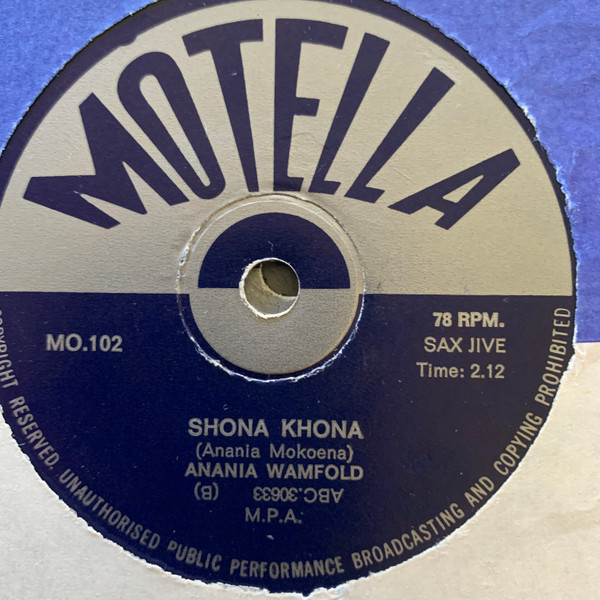 MOTELLA
MO.102
78 RPM.
SAX JIVE
Time: 2.12
SHONA KHONA
(Anania Mokoena)
ANANIA WAMFOLD
(B) ABC.30633
M.P.A.
COPYRIGHT RESERVED. UNAUTHORISED PUBLIC PERFORMANCE BROADCASTING AND COPYING PROHIBITED